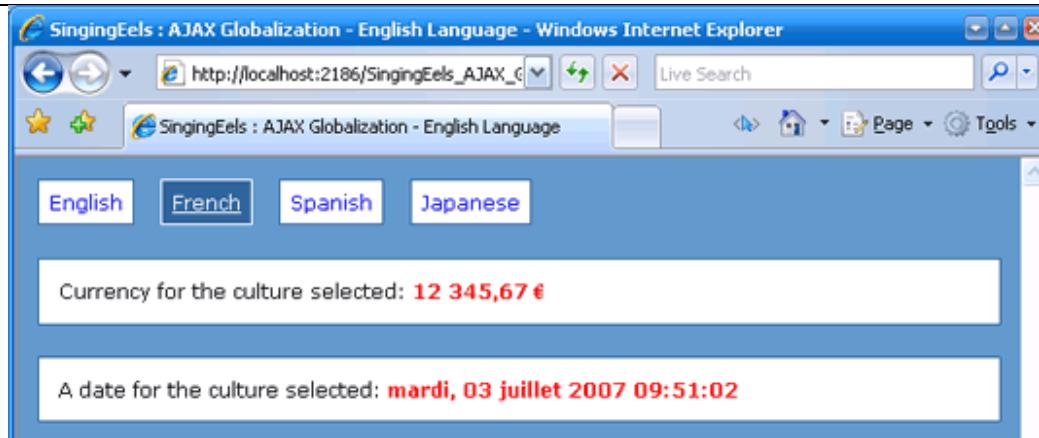 SingingEels : AJAX Globalization - English Language - Windows Internet Explorer
http://localhost:2186/SingingEels_AJAX_G
Live Search
SingingEels : AJAX Globalization - English Language
Page
Tools
English French Spanish Japanese
Currency for the culture selected: 12 345,67 €
A date for the culture selected: mardi, 03 juillet 2007 09:51:02